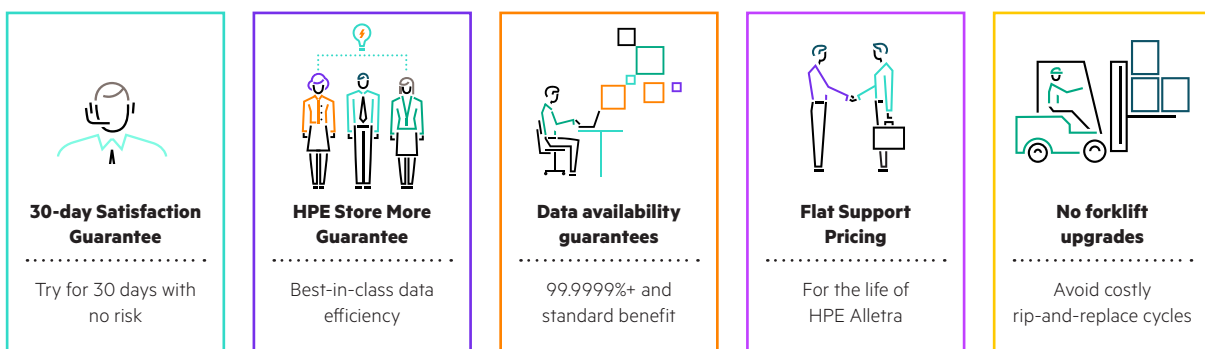 30-day Satisfaction
Guarantee
Try for 30 days with
no risk
HPE Store More
Guarantee
Best-in-class data
efficiency
Data availability
guarantees
99.9999%+ and
standard benefit
Flat Support
Pricing
For the life of
HPE Alletra
No forklift
upgrades
Avoid costly
rip-and-replace cycles